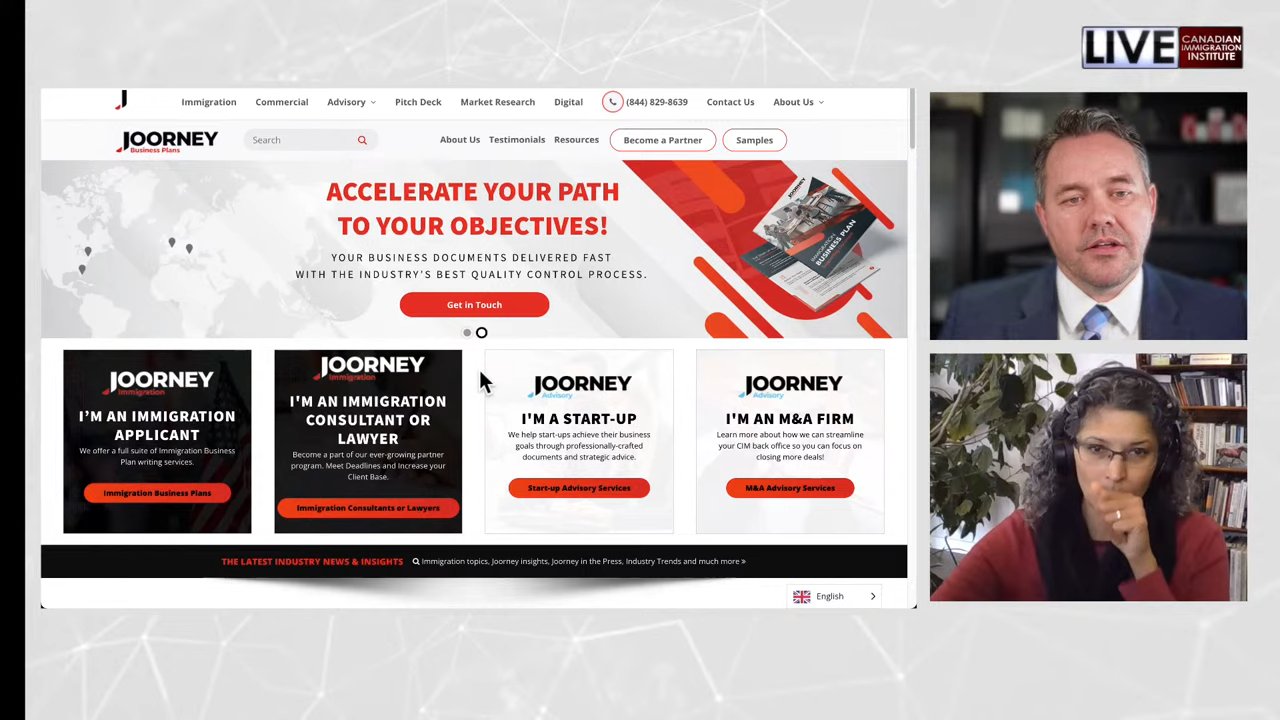 LIVE
CANADIAN
IMMIGRATION
INSTITUTE
Immigration Commercial Advisory Pitch Deck Market Research Digital (844) 829-8639 Contact Us About Us
JOORNEY
Business Plans
Search
About Us Testimonials Resources Become a Partner Samples
ACCELERATE YOUR PATH
TO YOUR OBJECTIVES!
YOUR BUSINESS DOCUMENTS DELIVERED FAST
WITH THE INDUSTRY'S BEST QUALITY CONTROL PROCESS.
Get in Touch
JOORNEY
IMMIGRATION
BUSINESS PLAN
JOORNEY
Immigration
I'M AN IMMIGRATION
APPLICANT
We offer a full suite of Immigration Business
Plan writing services.
Immigration Business Plans
JOORNEY
Immigration
I'M AN IMMIGRATION
CONSULTANT OR
LAWYER
Become a part of our ever-growing partner
program. Meet Deadlines and Increase your
Client Base.
Immigration Consultants or Lawyers
JOORNEY
Advisory
I'M A START-UP
We help start-ups achieve their business
goals through professionally-crafted
documents and strategic advice.
Start-up Advisory Services
JOORNEY
Advisory
I'M AN M&A FIRM
Learn more about how we can streamline
your CIM back office so you can focus on
closing more deals!
M&A Advisory Services
THE LATEST INDUSTRY NEWS & INSIGHTS Immigration topics, Joorney insights, Joorney in the Press, Industry Trends and much more »
English